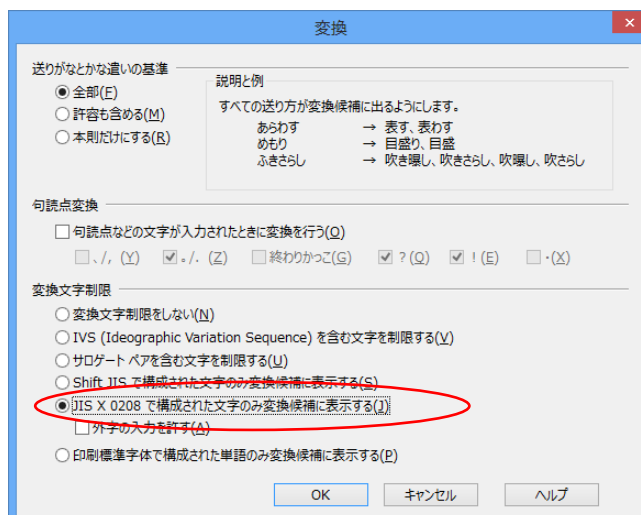 変換
送りがなとかな遣いの基準
全部(F)
許容も含める(M)
本則だけにする(R)
説明と例
すべての送り方が変換候補に出るようにします。
あらわす → 表す、表わす
めもり → 目盛り、目盛
ふきさらし → 吹き曝し、吹きさらし、吹曝し、吹さらし
句読点変換
句読点などの文字が入力されたときに変換を行う(O)
、/, (Y) 。/. (Z) 終わりかっこ(G) ? (Q) ! (E) ・(X)
変換文字制限
変換文字制限をしない(N)
IVS (Ideographic Variation Sequence) を含む文字を制限する(V)
サロゲート ペアを含む文字を制限する(U)
Shift JIS で構成された文字のみ変換候補に表示する(S)
JIS X 0208 で構成された文字のみ変換候補に表示する(J)
外字の入力を許す(A)
印刷標準字体で構成された単語のみ変換候補に表示する(P)
OK キャンセル ヘルプ